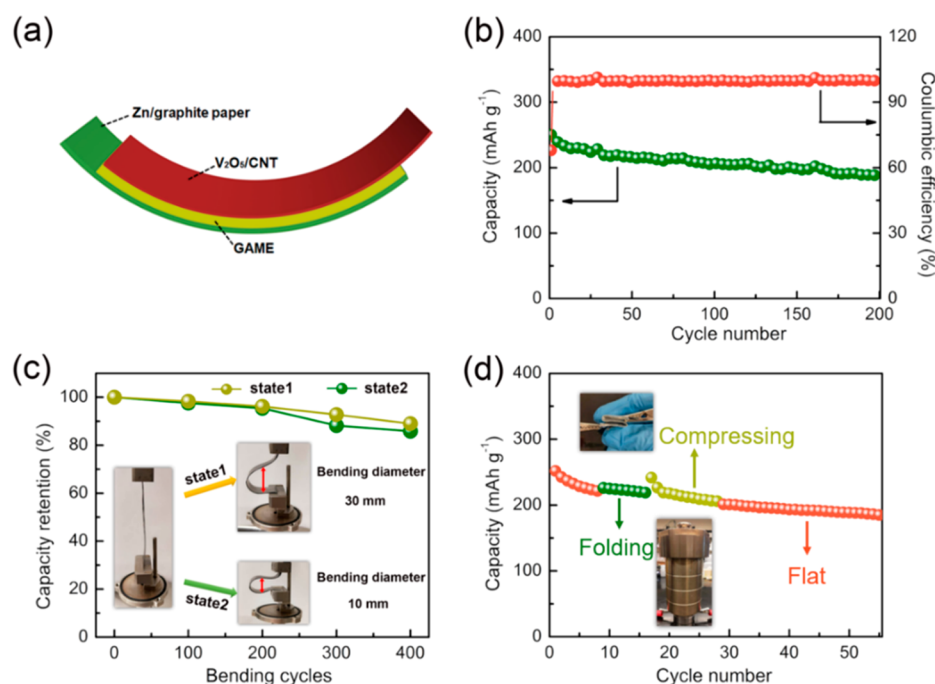 (a)
Zn/graphite paper
V₂O₅/CNT
GAME
(b)
400
300
200
100
0
Capacity (mAh g⁻¹)
120
90
60
30
0
Coulumbic efficiency (%)
0 50 100 150 200
Cycle number
(c)
100
80
60
40
20
0
Capacity retention (%)
state1 state2
state1
Bending diameter
30 mm
state2
Bending diameter
10 mm
0 100 200 300 400
Bending cycles
(d)
400
300
200
100
0
Capacity (mAh g⁻¹)
Compressing
Folding
Flat
0 10 20 30 40 50
Cycle number